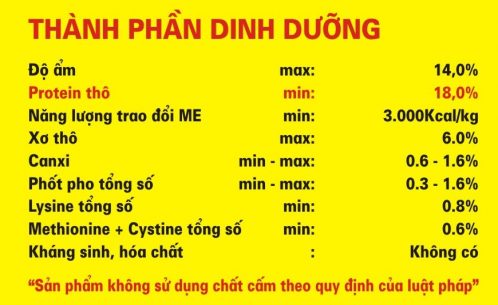 THÀNH PHẦN DINH DƯỠNG
Độ ẩm max: 14,0%
Protein thô min: 18,0%
Năng lượng trao đổi ME min: 3.000Kcal/kg
Xơ thô max: 6.0%
Canxi min - max: 0.6 - 1.6%
Phốt pho tổng số min - max: 0.3 - 1.6%
Lysine tổng số min: 0.8%
Methionine + Cystine tổng số min: 0.6%
Kháng sinh, hóa chất : Không có
“Sản phẩm không sử dụng chất cấm theo quy định của luật pháp”